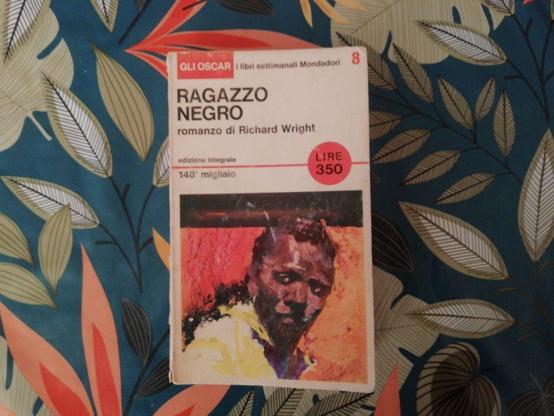 GLI OSCAR i libri settimanali Mondadori 8
RAGAZZO
NEGRO
romanzo di Richard Wright
edizione integrale
LIRE
350
148° migliaio